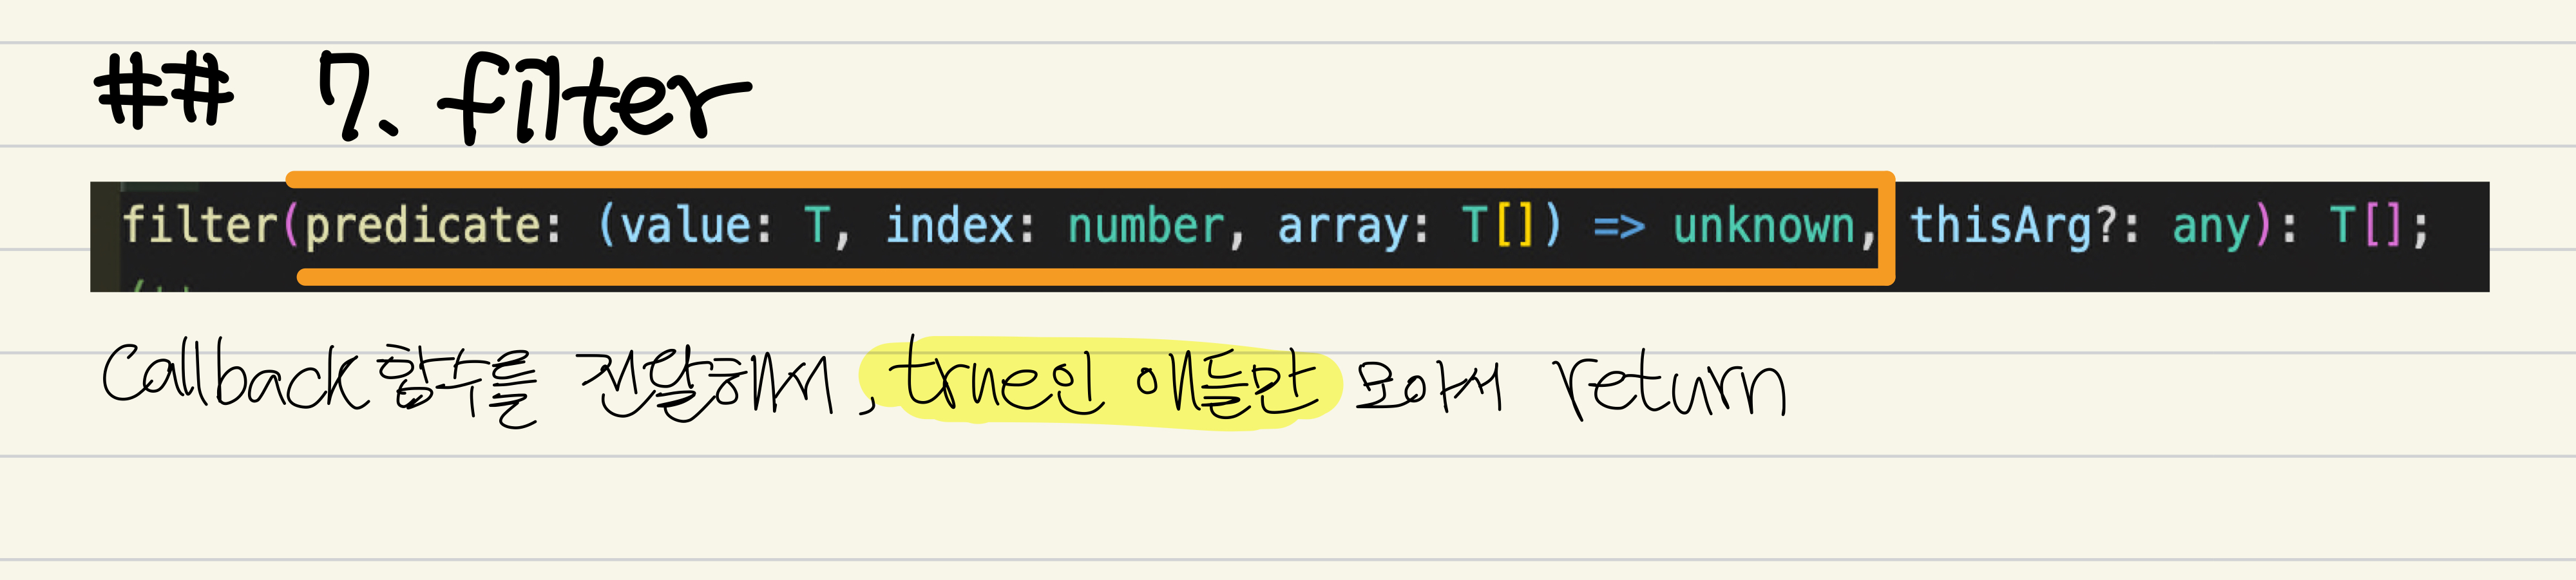 ## 7. filter
filter(predicate: (value: T, index: number, array: T[]) => unknown, thisArg?: any): T[];
Callback 함수를 전달해서, true인 애들만 모아서 return